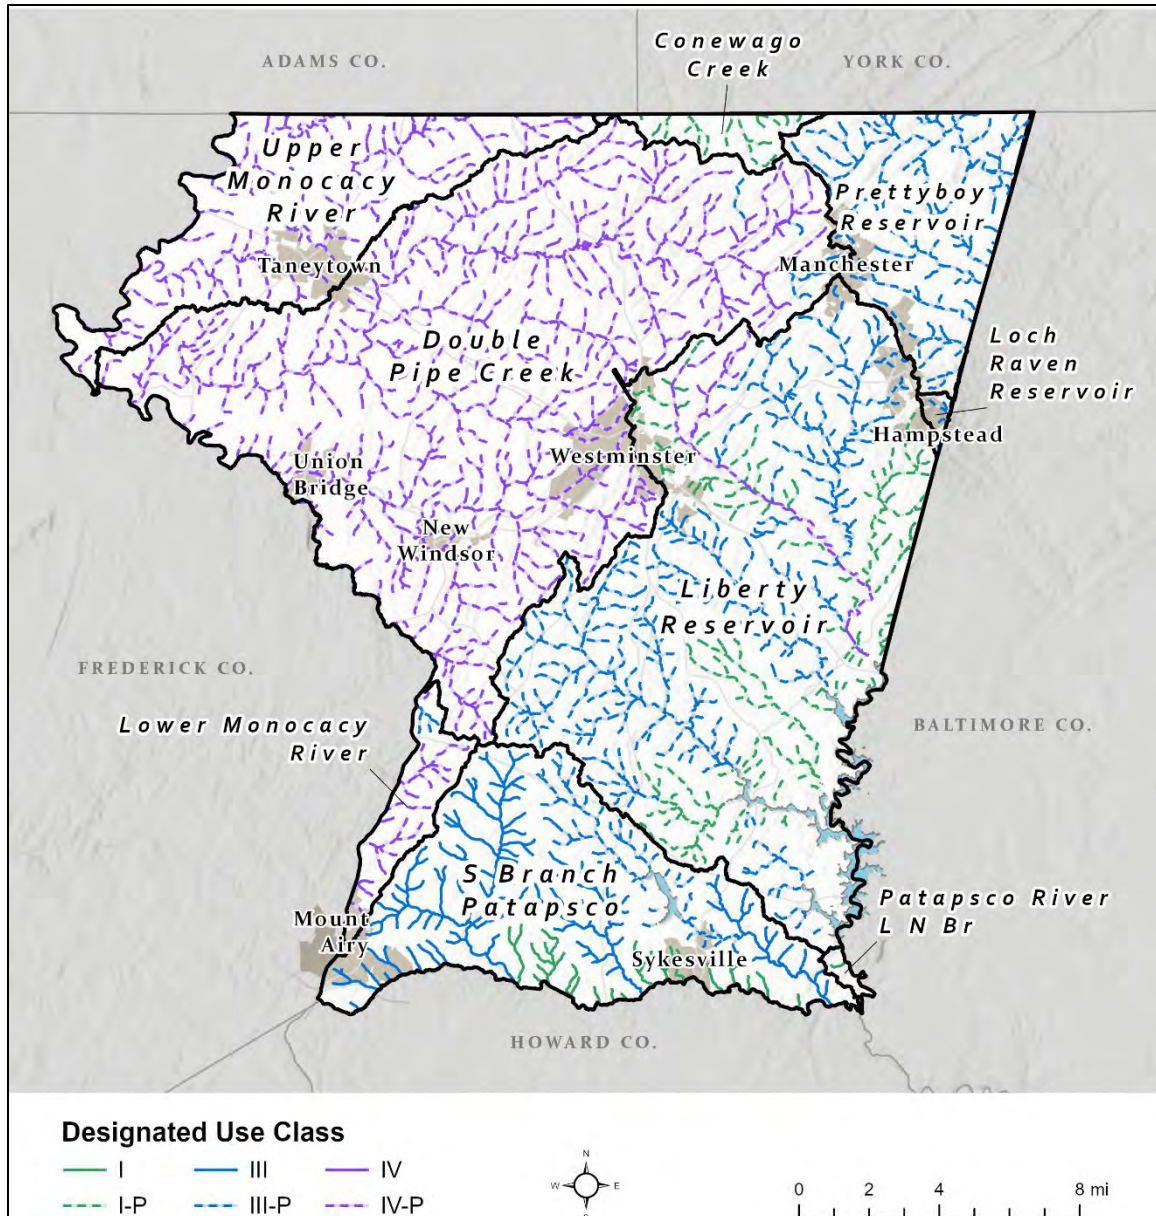 Conewago
Creek
ADAMS CO.
YORK CO.
Upper
Monocacy
River
Prettyboy
Reservoir
Taneytown
Manchester
Double
Pipe Creek
Loch
Raven
Reservoir
Hampstead
Westminster
Union
Bridge
New
Windsor
Liberty
Reservoir
FREDERICK CO.
Lower Monocacy
River
BALTIMORE CO.
S Branch
Patapsco
Patapsco River
L N Br
Mount
Airy
Sykesville
HOWARD CO.
Designated Use Class
I III IV
I-P III-P IV-P
N
W E
S
0 2 4 8 mi